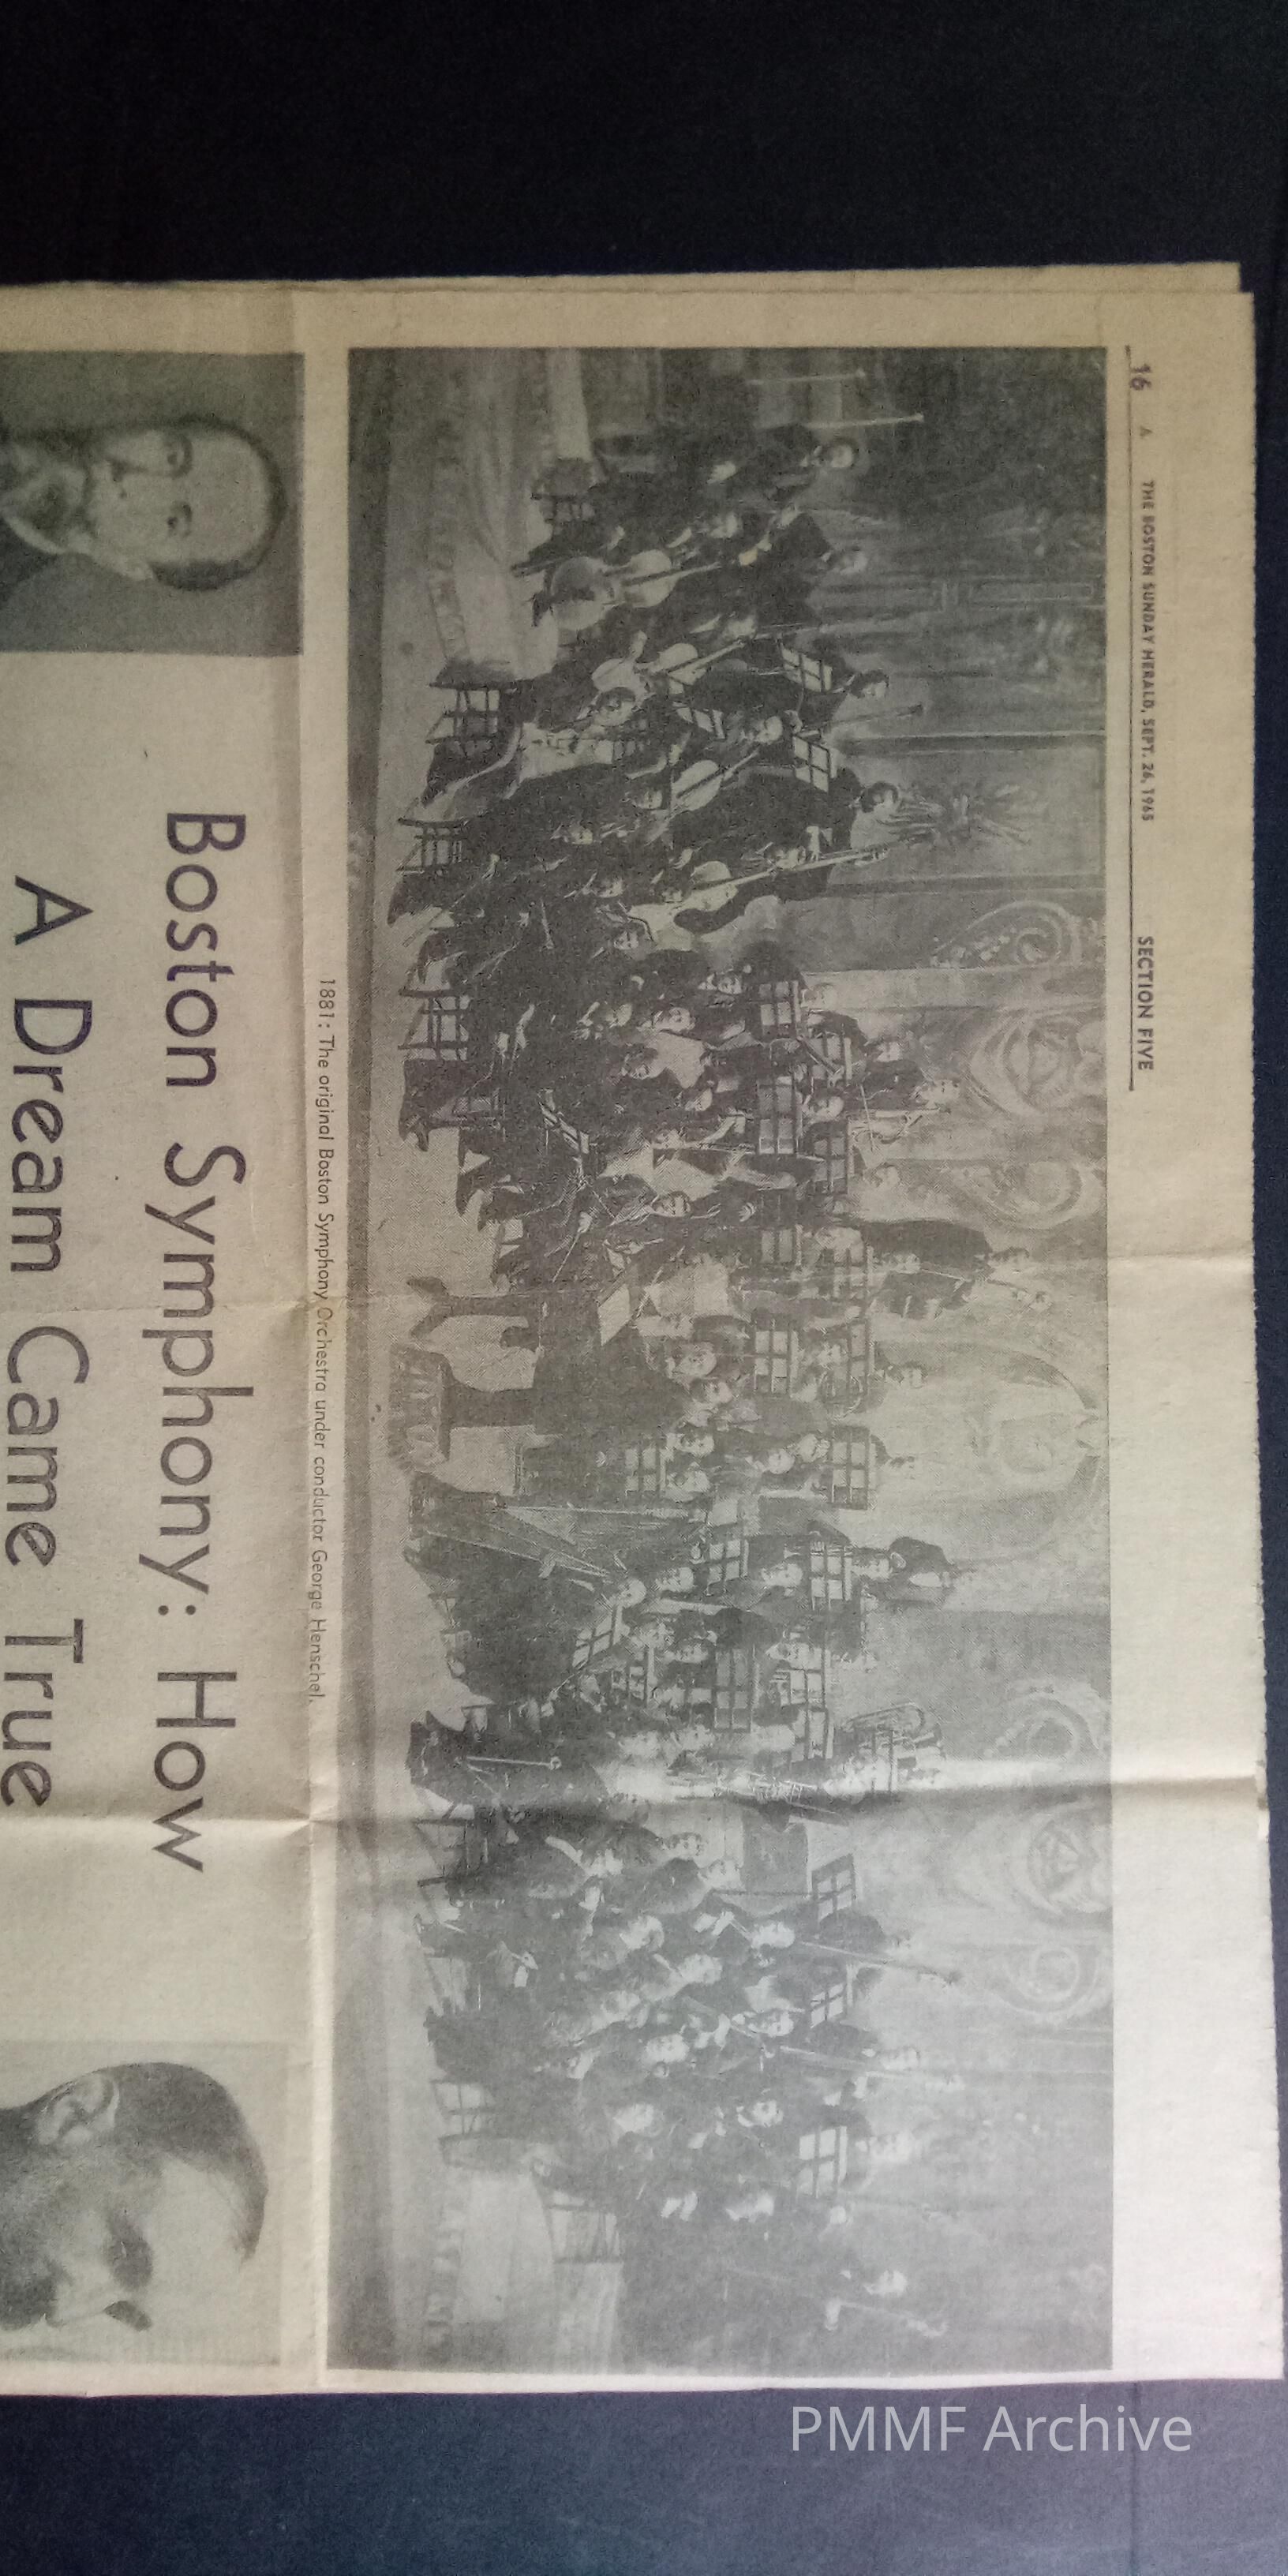 16 A THE BOSTON SUNDAY HERALD, SEPT. 26, 1965 SECTION FIVE
1881: The original Boston Symphony Orchestra under conductor George Henschel.
Boston Symphony: How
A Dream Came True
PMMF Archive